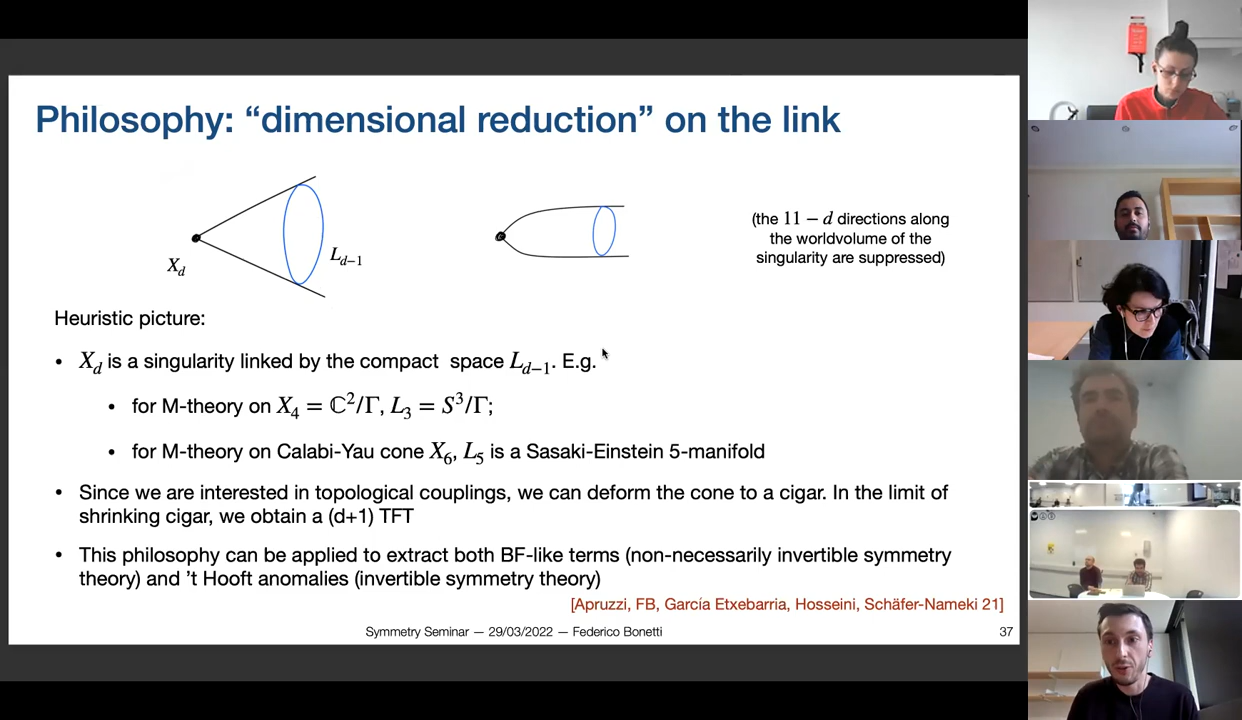 Philosophy: “dimensional reduction” on the link
X_d
L_{d−1}
(the 11 − d directions along
the worldvolume of the
singularity are suppressed)
Heuristic picture:
• X_d is a singularity linked by the compact space L_{d−1}. E.g.
• for M-theory on X_4 = ℂ²/Γ, L_3 = S³/Γ;
• for M-theory on Calabi-Yau cone X_6, L_5 is a Sasaki-Einstein 5-manifold
• Since we are interested in topological couplings, we can deform the cone to a cigar. In the limit of
shrinking cigar, we obtain a (d+1) TFT
• This philosophy can be applied to extract both BF-like terms (non-necessarily invertible symmetry
theory) and ’t Hooft anomalies (invertible symmetry theory)
[Apruzzi, FB, García Etxebarria, Hosseini, Schäfer-Nameki 21]
Symmetry Seminar — 29/03/2022 — Federico Bonetti
37